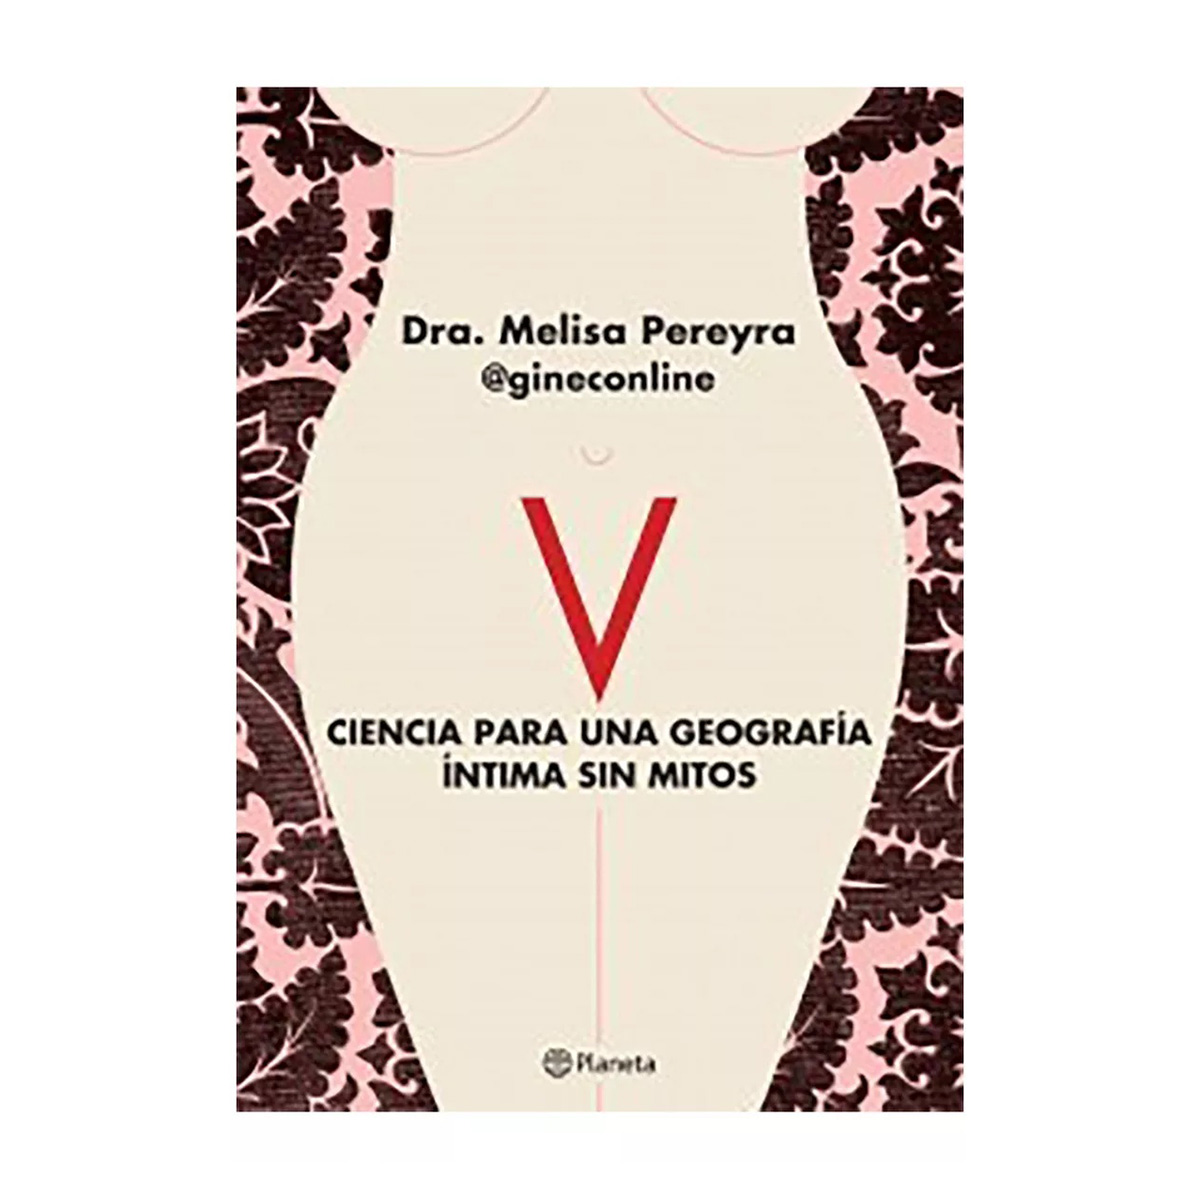 Dra. Melisa Pereyra
@gineconline
V
CIENCIA PARA UNA GEOGRAFÍA
ÍNTIMA SIN MITOS
Planeta